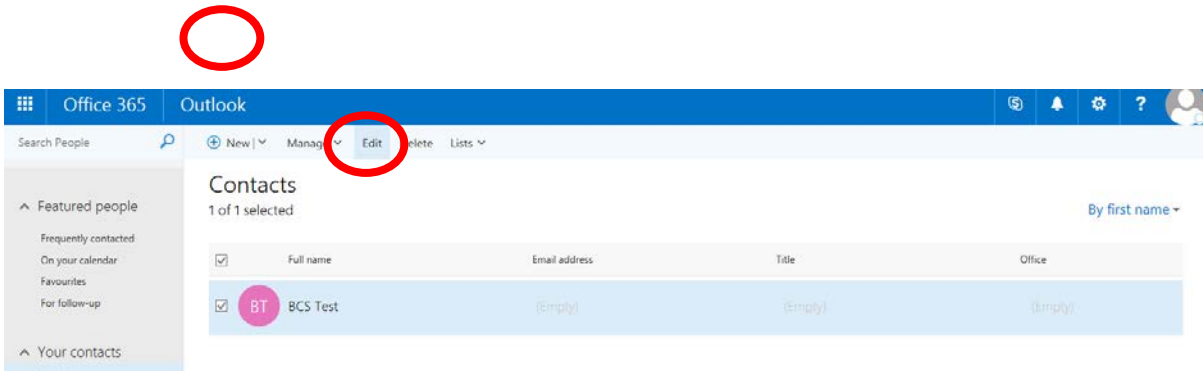 Office 365 Outlook ?
Search People New Manage Edit Delete Lists
Contacts
1 of 1 selected
By first name
Featured people
Frequently contacted
On your calendar
Favourites
For follow-up
Full name Email address Title Office
BT BCS Test (Empty) (Empty) (Empty)
Your contacts